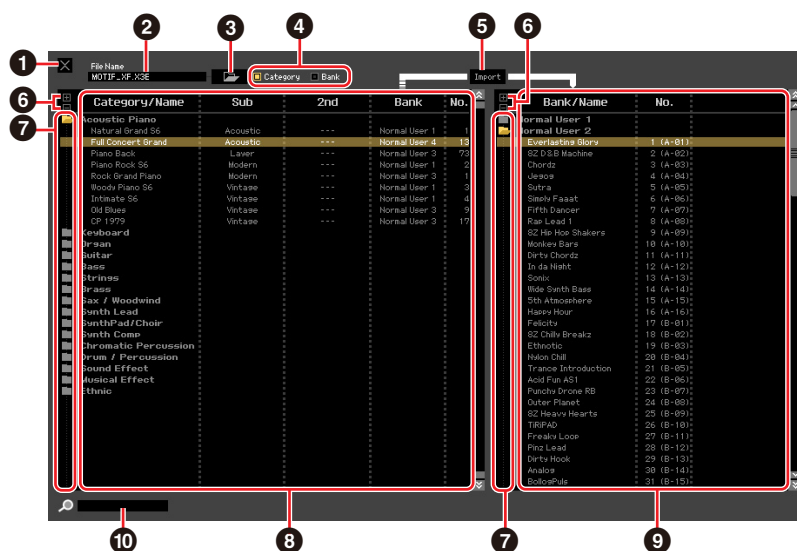 2 3 4 5 6
1 File Name
MOTIF_XF.X3E Category Bank Import
6 Category/Name Sub 2nd Bank No. Bank/Name No.
7 Acoustic Piano Normal User 1
Natural Grand S6 Acoustic --- Normal User 1 1 Normal User 2
Full Concert Grand Acoustic --- Normal User 4 13 Everlasting Glory 1 (A-01)
Piano Back Layer --- Normal User 3 73 8Z D&B Machine 2 (A-02)
Piano Rock S6 Modern --- Normal User 1 2 Chordz 3 (A-03)
Rock Grand Piano Modern --- Normal User 3 1 Jegog 4 (A-04)
Woody Piano S6 Vintage --- Normal User 1 3 Sutra 5 (A-05)
Intimate S6 Vintage --- Normal User 1 4 Simply Faaat 6 (A-06)
Old Blues Vintage --- Normal User 3 9 Fifth Dancer 7 (A-07)
CP 1979 Vintage --- Normal User 3 17 Rap Lead 1 8 (A-08)
Keyboard 8Z Hip Hop Shakers 9 (A-09)
Organ Monkey Bars 10 (A-10)
Guitar Dirty Chordz 11 (A-11)
Bass In da Night 12 (A-12)
Strings Sonix 13 (A-13)
Brass Wide Synth Bass 14 (A-14)
Sax / Woodwind 5th Atmosphere 15 (A-15)
Synth Lead Happy Hour 16 (A-16)
SynthPad/Choir Felicity 17 (B-01)
Synth Comp 8Z Chilly Breakz 18 (B-02)
Chromatic Percussion Ethnotic 19 (B-03)
Drum / Percussion Nylon Chill 20 (B-04)
Sound Effect Trance Introduction 21 (B-05)
Musical Effect Acid Fun AS1 22 (B-06)
Ethnic Punchy Drone RB 23 (B-07)
Outer Planet 24 (B-08)
8Z Heavy Hearts 25 (B-09)
TiRiPAD 26 (B-10)
Freaky Loop 27 (B-11)
Pinz Lead 28 (B-12)
Dirty Hook 29 (B-13)
Analog 30 (B-14)
BollogPuls 31 (B-15)
10 8 7 9